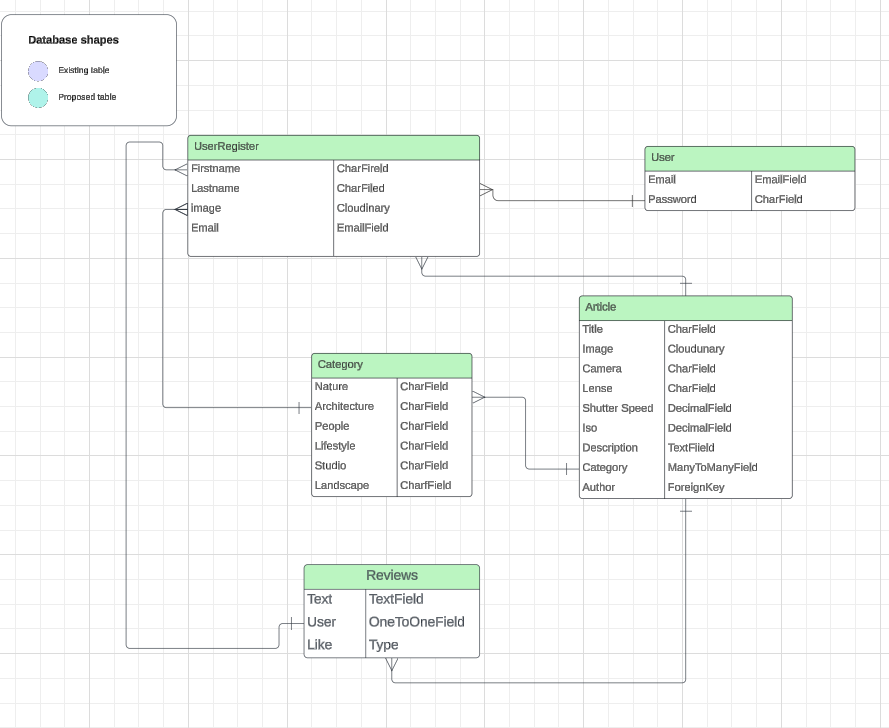 Database shapes
Existing table
Proposed table
UserRegister
Firstname CharFireld
Lastname CharFiled
image Cloudinary
Email EmailField
User
Email EmailField
Password CharField
Article
Title CharField
Image Cloudunary
Camera CharField
Lense CharField
Shutter Speed DecimalField
Iso DecimalField
Description TextFiield
Category ManyToManyField
Author ForeignKey
Category
Nature CharField
Architecture CharField
People CharField
Lifestyle CharField
Studio CharField
Landscape CharfField
Reviews
Text TextField
User OneToOneField
Like Type